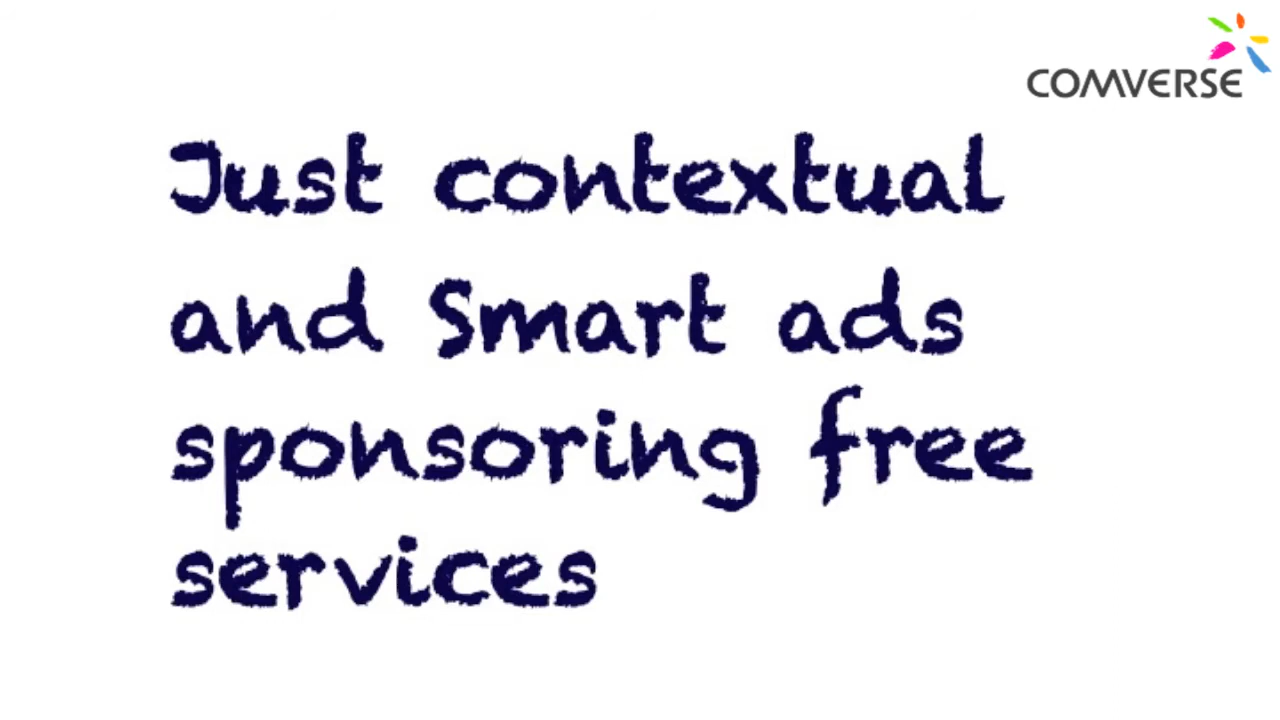 COMVERSE
Just contextual
and Smart ads
sponsoring free
services